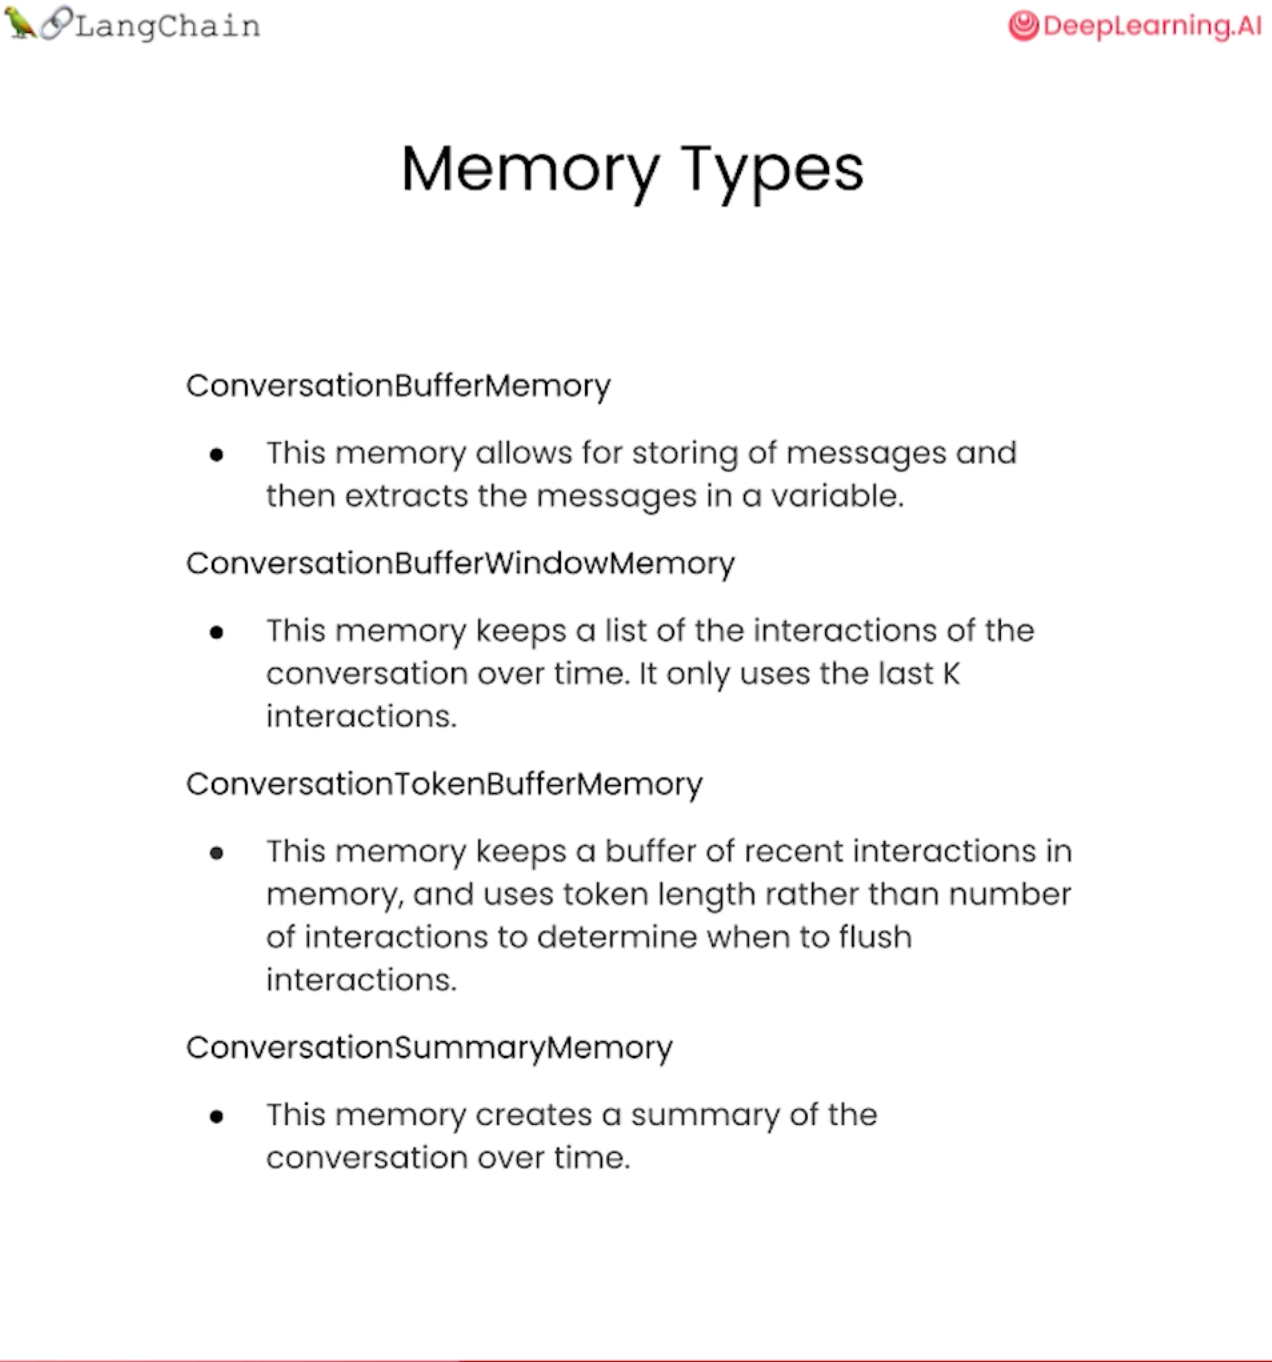 LangChain
DeepLearning.AI
Memory Types
ConversationBufferMemory
● This memory allows for storing of messages and
then extracts the messages in a variable.
ConversationBufferWindowMemory
● This memory keeps a list of the interactions of the
conversation over time. It only uses the last K
interactions.
ConversationTokenBufferMemory
● This memory keeps a buffer of recent interactions in
memory, and uses token length rather than number
of interactions to determine when to flush
interactions.
ConversationSummaryMemory
● This memory creates a summary of the
conversation over time.